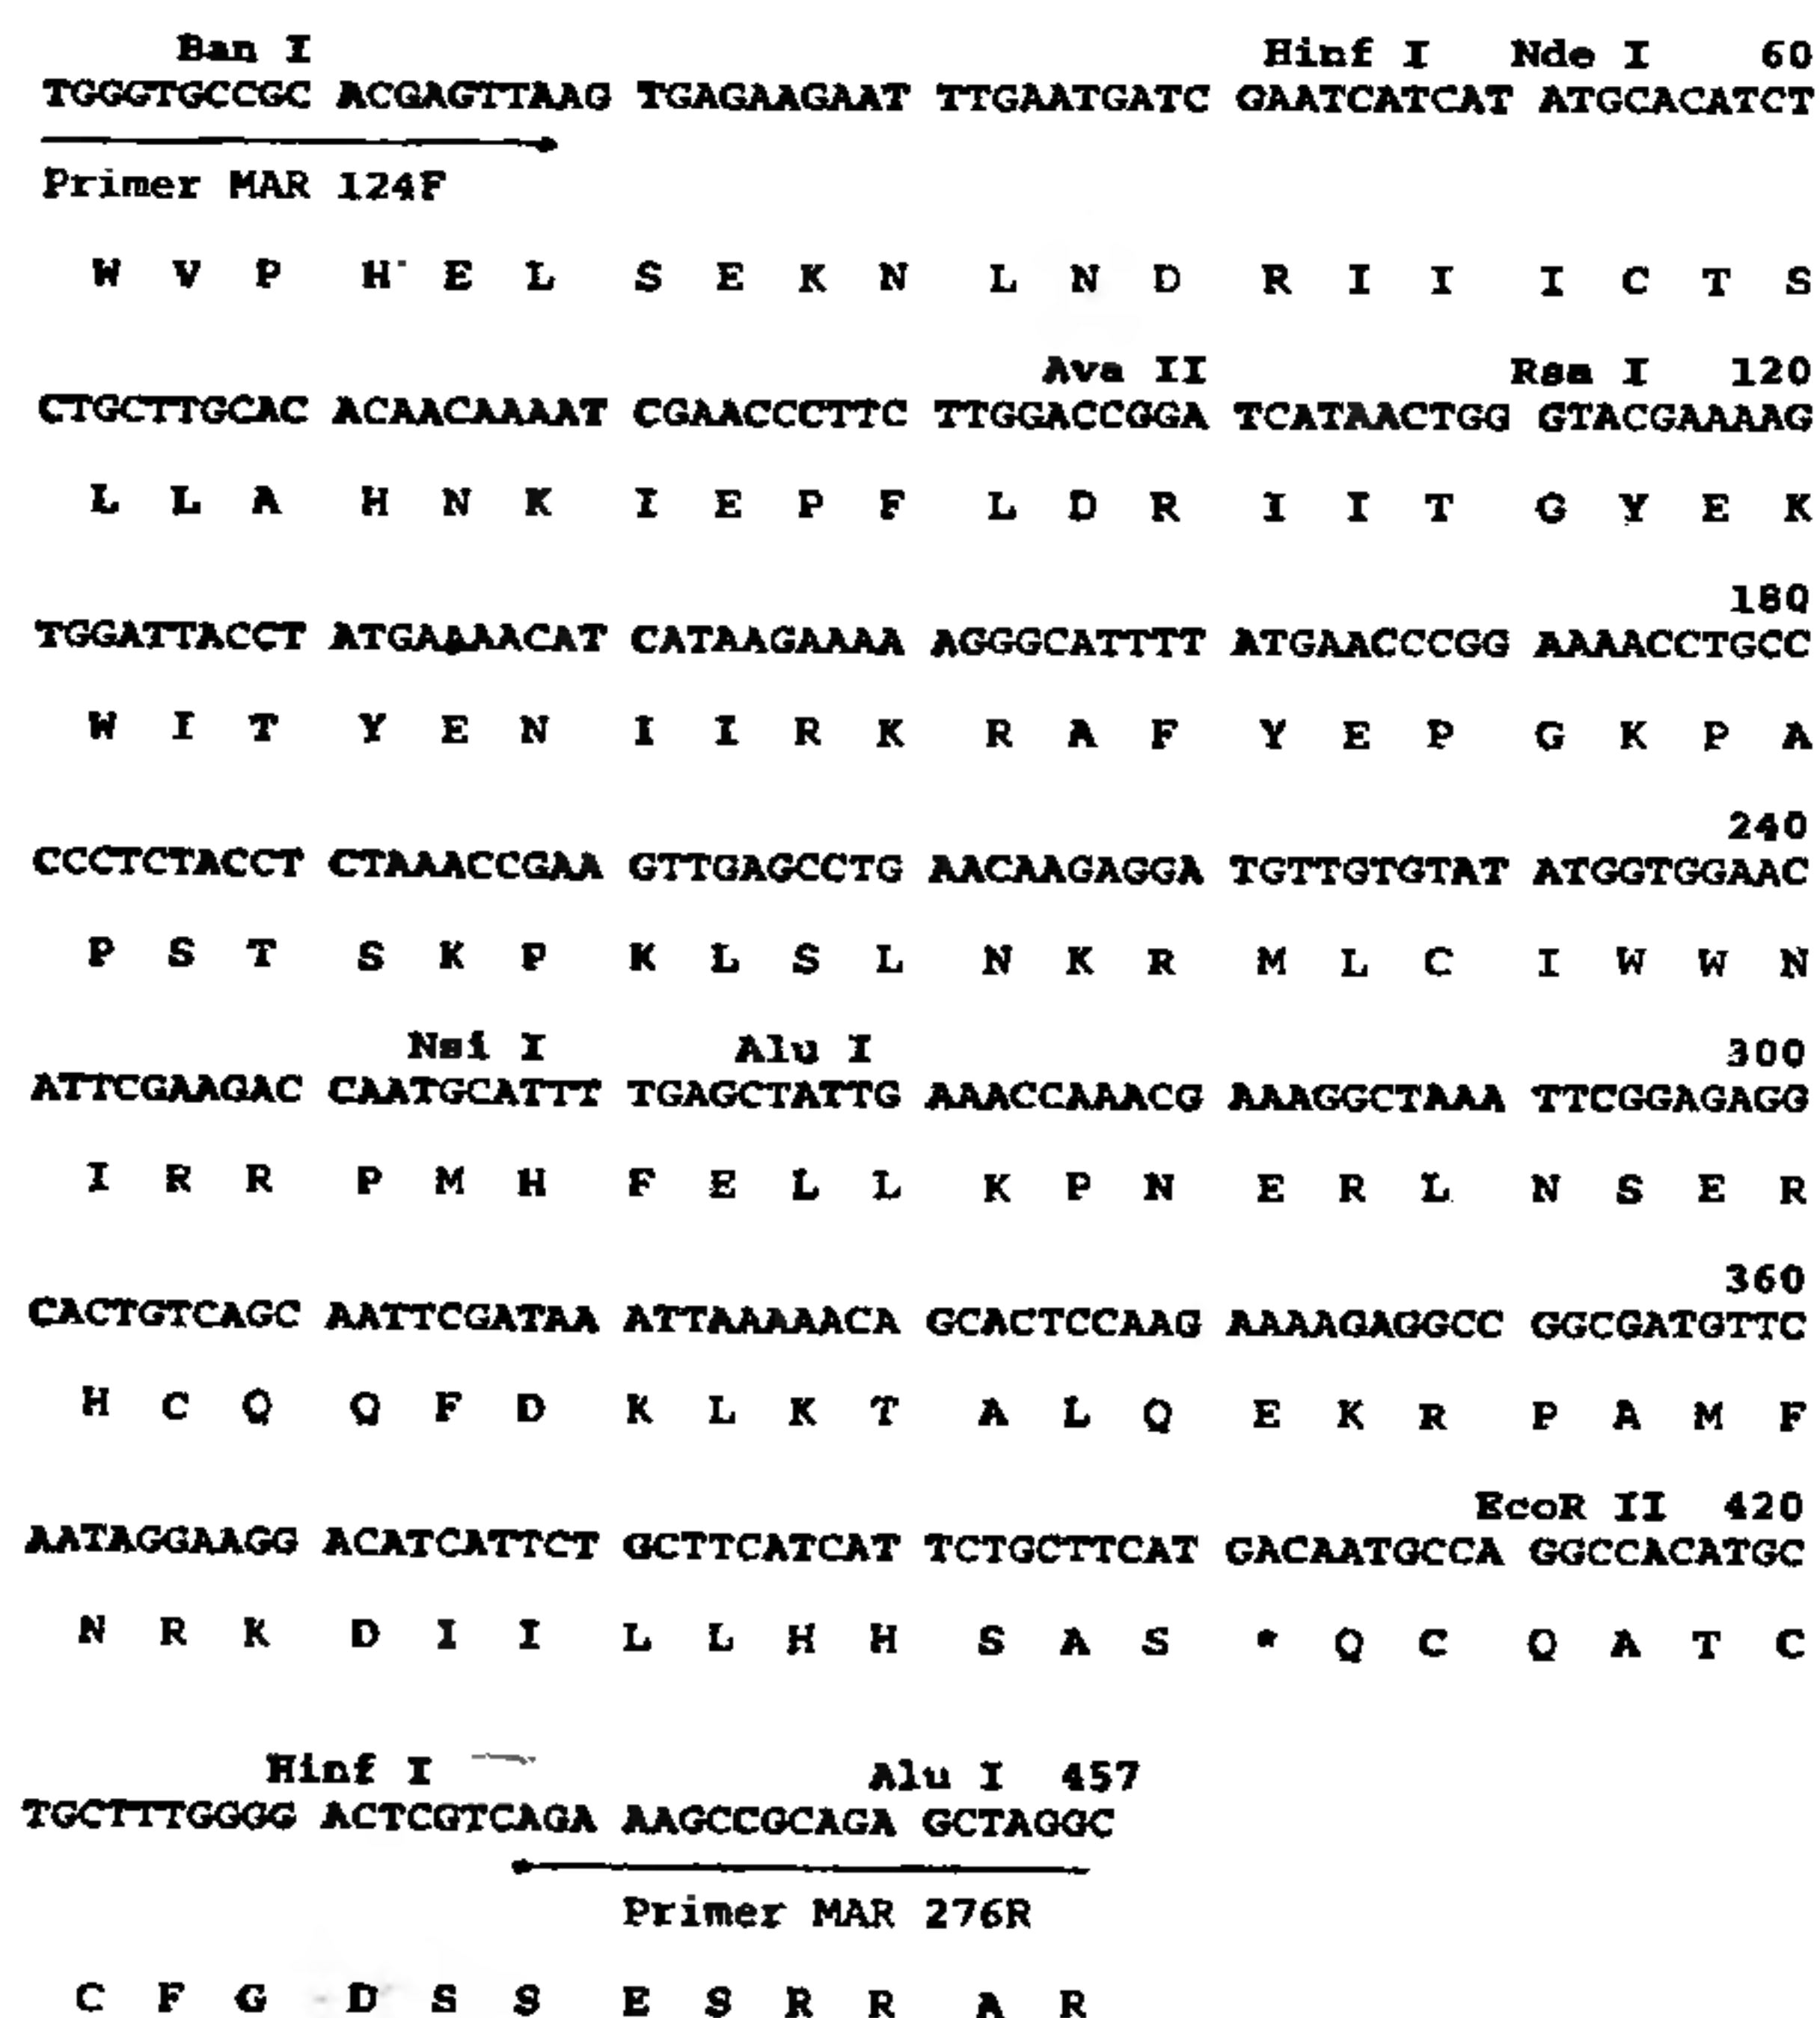 Ban I Hinf I Nde I 60
TGGGTGCCGC ACGAGTTAAG TGAGAAGAAT TTGAATGATC GAATCATCAT ATGCACATCT
Primer MAR 124F
W V P H E L S E K N L N D R I I I C T S
Ava II Rsa I 120
CTGCTTGCAC ACAACAAAAT CGAACCCTTC TTGGACCGGA TCATAACTGG GTACGAAAAG
L L A H N K I E P F L D R I I T G Y E K
180
TGGATTACCT ATGAAAACAT CATAAGAAAA AGGGCATTTT ATGAACCCGG AAAACCTGCC
W I T Y E N I I R K R A F Y E P G K P A
240
CCCTCTACCT CTAAACCGAA GTTGAGCCTG AACAAGAGGA TGTTGTGTAT ATGGTGGAAC
P S T S K P K L S L N K R M L C I W W N
Nsi I Alu I 300
ATTCGAAGAC CAATGCATTT TGAGCTATTG AAACCAAACG AAAGGCTAAA TTCGGAGAGG
I R R P M H F E L L K P N E R L N S E R
360
CACTGTCAGC AATTCGATAA ATTAAAAACA GCACTCCAAG AAAAGAGGCC GGCGATGTTC
H C Q Q F D K L K T A L Q E K R P A M F
EcoR II 420
AATAGGAAGG ACATCATTCT GCTTCATCAT TCTGCTTCAT GACAATGCCA GGCCACATGC
N R K D I I L L H H S A S * Q C Q A T C
Hinf I Alu I 457
TGCTTTGGGG ACTCGTCAGA AAGCCGCAGA GCTAGGC
Primer MAR 276R
C F G D S S E S R R A R